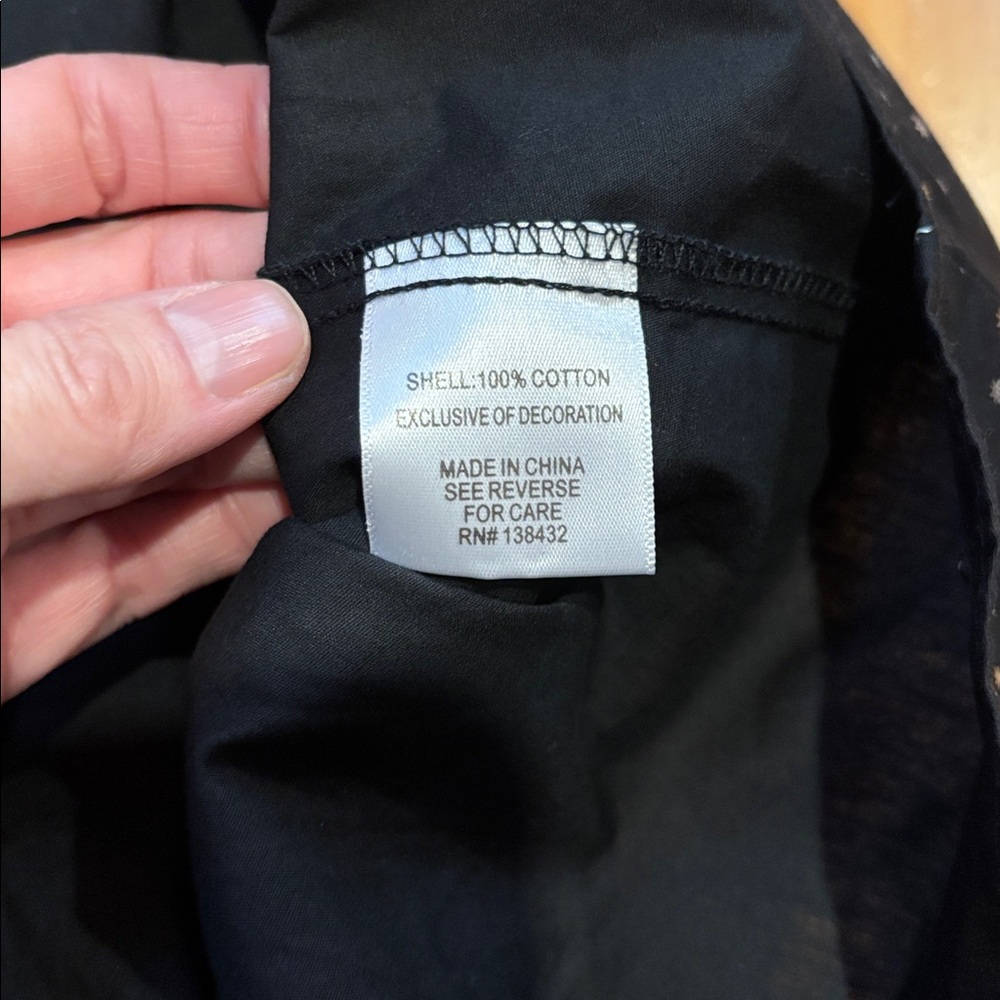 SHELL:100% COTTON
EXCLUSIVE OF DECORATION
MADE IN CHINA
SEE REVERSE
FOR CARE
RN# 138432